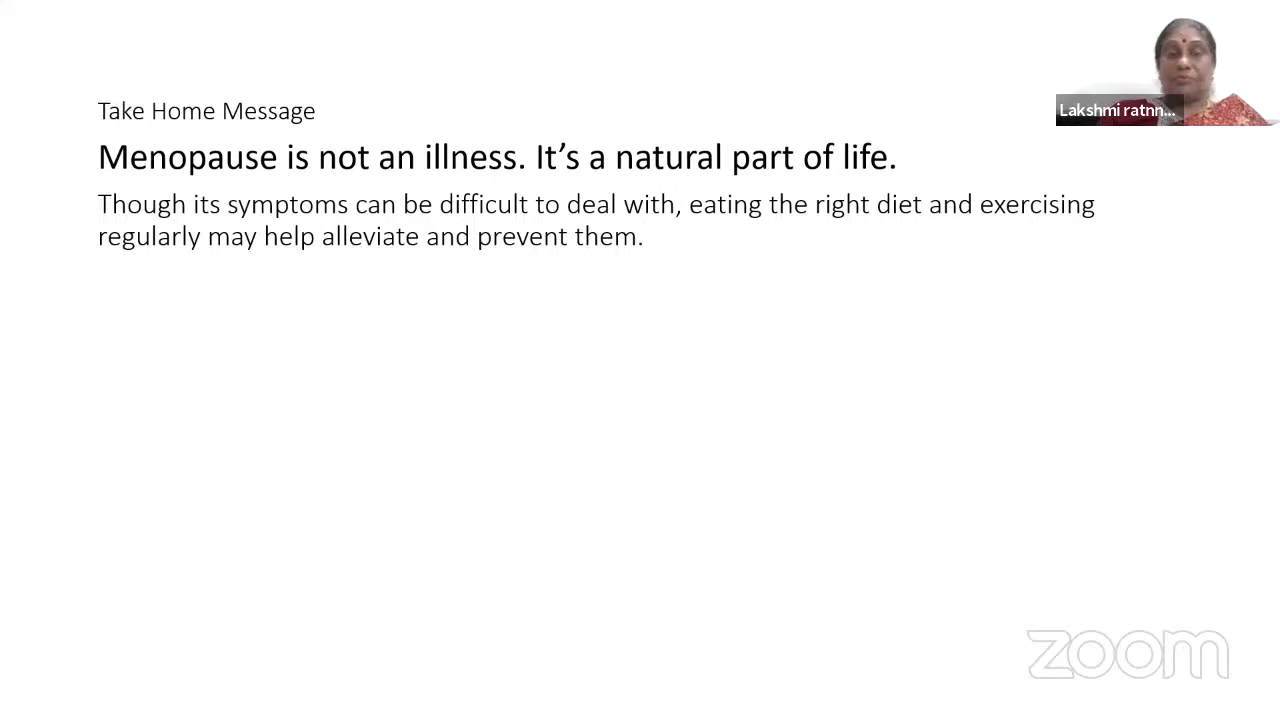 Take Home Message
Menopause is not an illness. It’s a natural part of life.
Though its symptoms can be difficult to deal with, eating the right diet and exercising
regularly may help alleviate and prevent them.
Lakshmi ratnn...
zoom